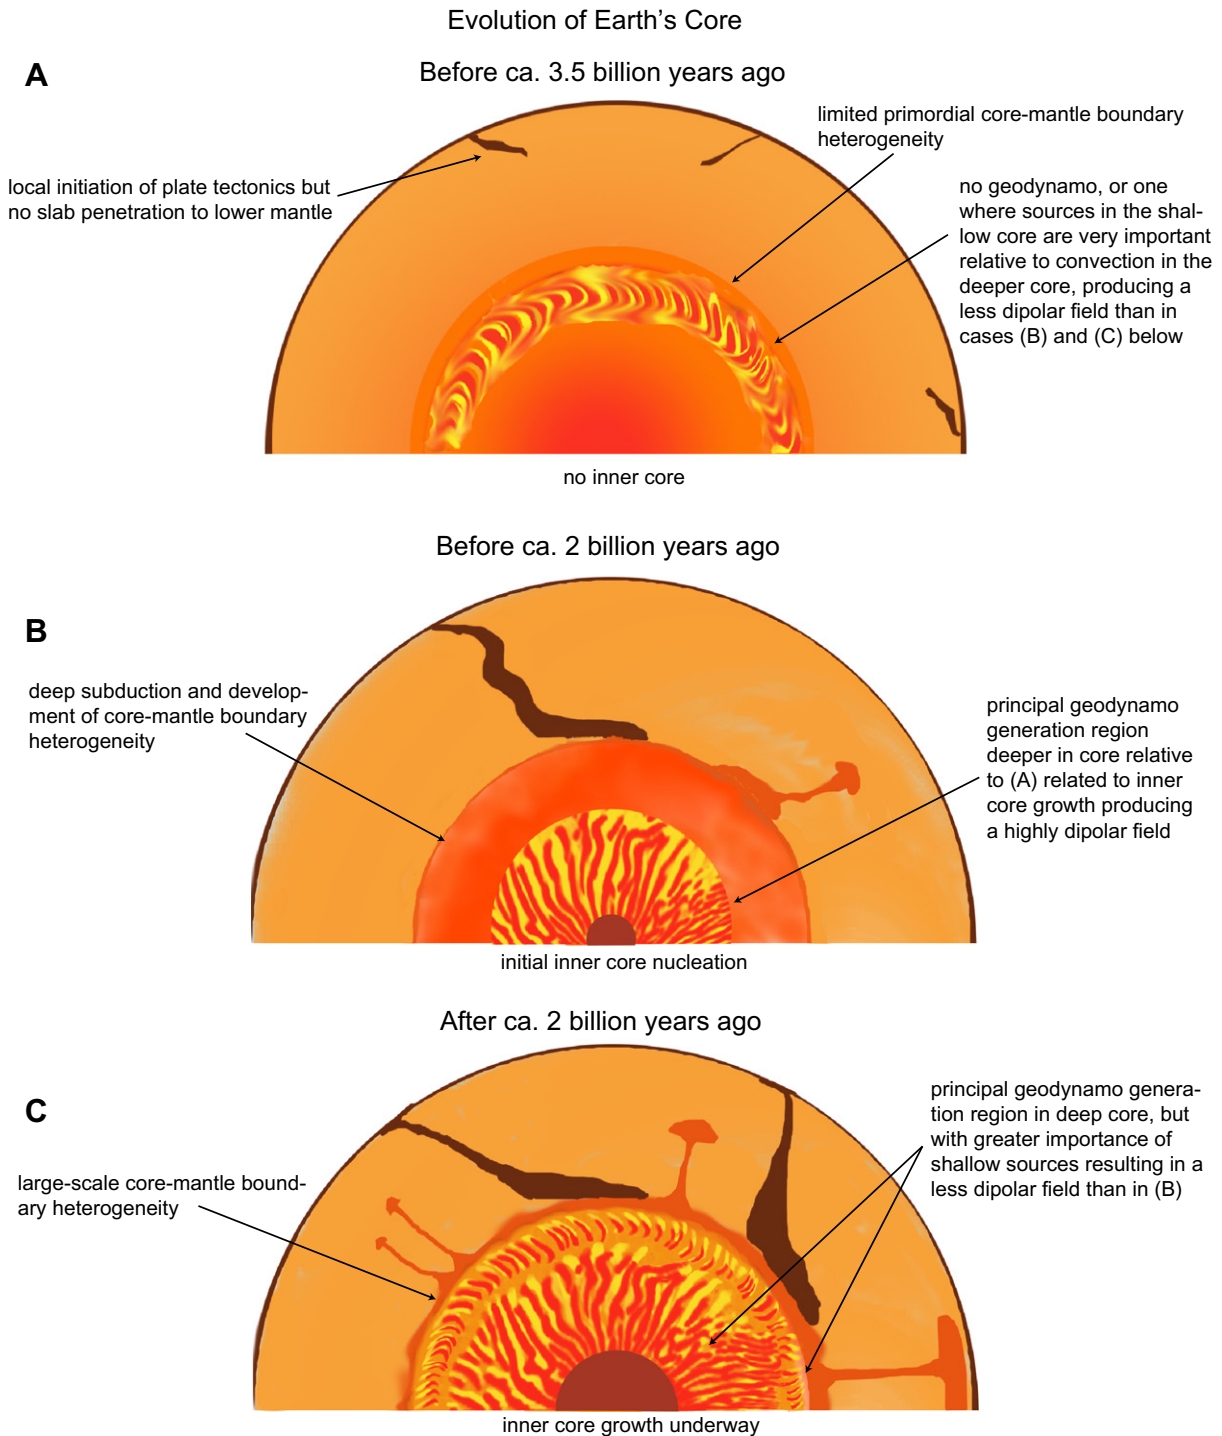 Evolution of Earth's Core
A
Before ca. 3.5 billion years ago
limited primordial core-mantle boundary
heterogeneity
local initiation of plate tectonics but
no slab penetration to lower mantle
no geodynamo, or one
where sources in the shal-
low core are very important
relative to convection in the
deeper core, producing a
less dipolar field than in
cases (B) and (C) below
no inner core
Before ca. 2 billion years ago
B
deep subduction and develop-
ment of core-mantle boundary
heterogeneity
principal geodynamo
generation region
deeper in core relative
to (A) related to inner
core growth producing
a highly dipolar field
initial inner core nucleation
After ca. 2 billion years ago
C
principal geodynamo genera-
tion region in deep core, but
with greater importance of
shallow sources resulting in a
less dipolar field than in (B)
large-scale core-mantle bound-
ary heterogeneity
inner core growth underway